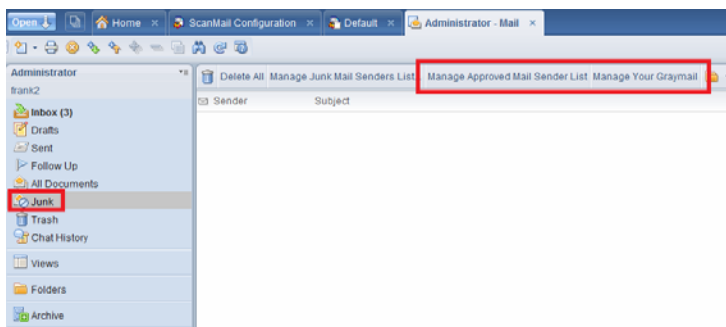 Open Home ScanMail Configuration Default Administrator - Mail
Administrator
frank2
Delete All Manage Junk Mail Senders List... Manage Approved Mail Sender List Manage Your Graymail
Sender Subject
Inbox (3)
Drafts
Sent
Follow Up
All Documents
Junk
Trash
Chat History
Views
Folders
Archive